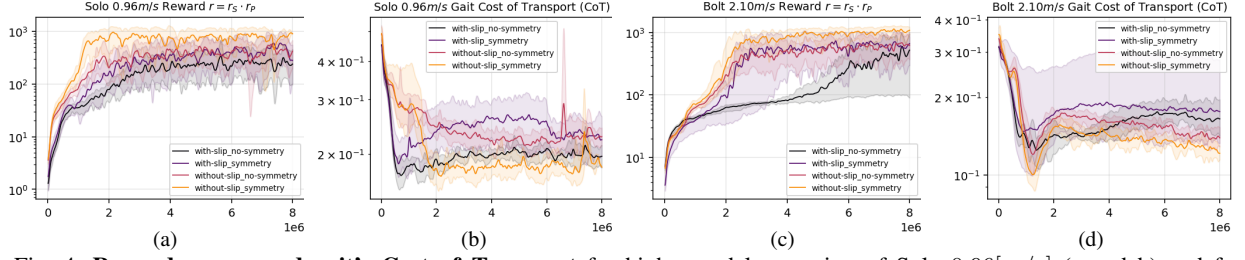 Solo 0.96m/s Reward r = r_S · r_P
10³
10²
10¹
10⁰
with-slip_no-symmetry
with-slip_symmetry
without-slip_no-symmetry
without-slip_symmetry
0 2 4 6 8
1e6
(a)
Solo 0.96m/s Gait Cost of Transport (CoT)
4 × 10⁻¹
3 × 10⁻¹
2 × 10⁻¹
with-slip_no-symmetry
with-slip_symmetry
without-slip_no-symmetry
without-slip_symmetry
0 2 4 6 8
1e6
(b)
Bolt 2.10m/s Reward r = r_S · r_P
10³
10²
10¹
with-slip_no-symmetry
with-slip_symmetry
without-slip_no-symmetry
without-slip_symmetry
0 2 4 6 8
1e6
(c)
Bolt 2.10m/s Gait Cost of Transport (CoT)
4 × 10⁻¹
3 × 10⁻¹
2 × 10⁻¹
10⁻¹
with-slip_no-symmetry
with-slip_symmetry
without-slip_no-symmetry
without-slip_symmetry
0 2 4 6 8
1e6
(d)